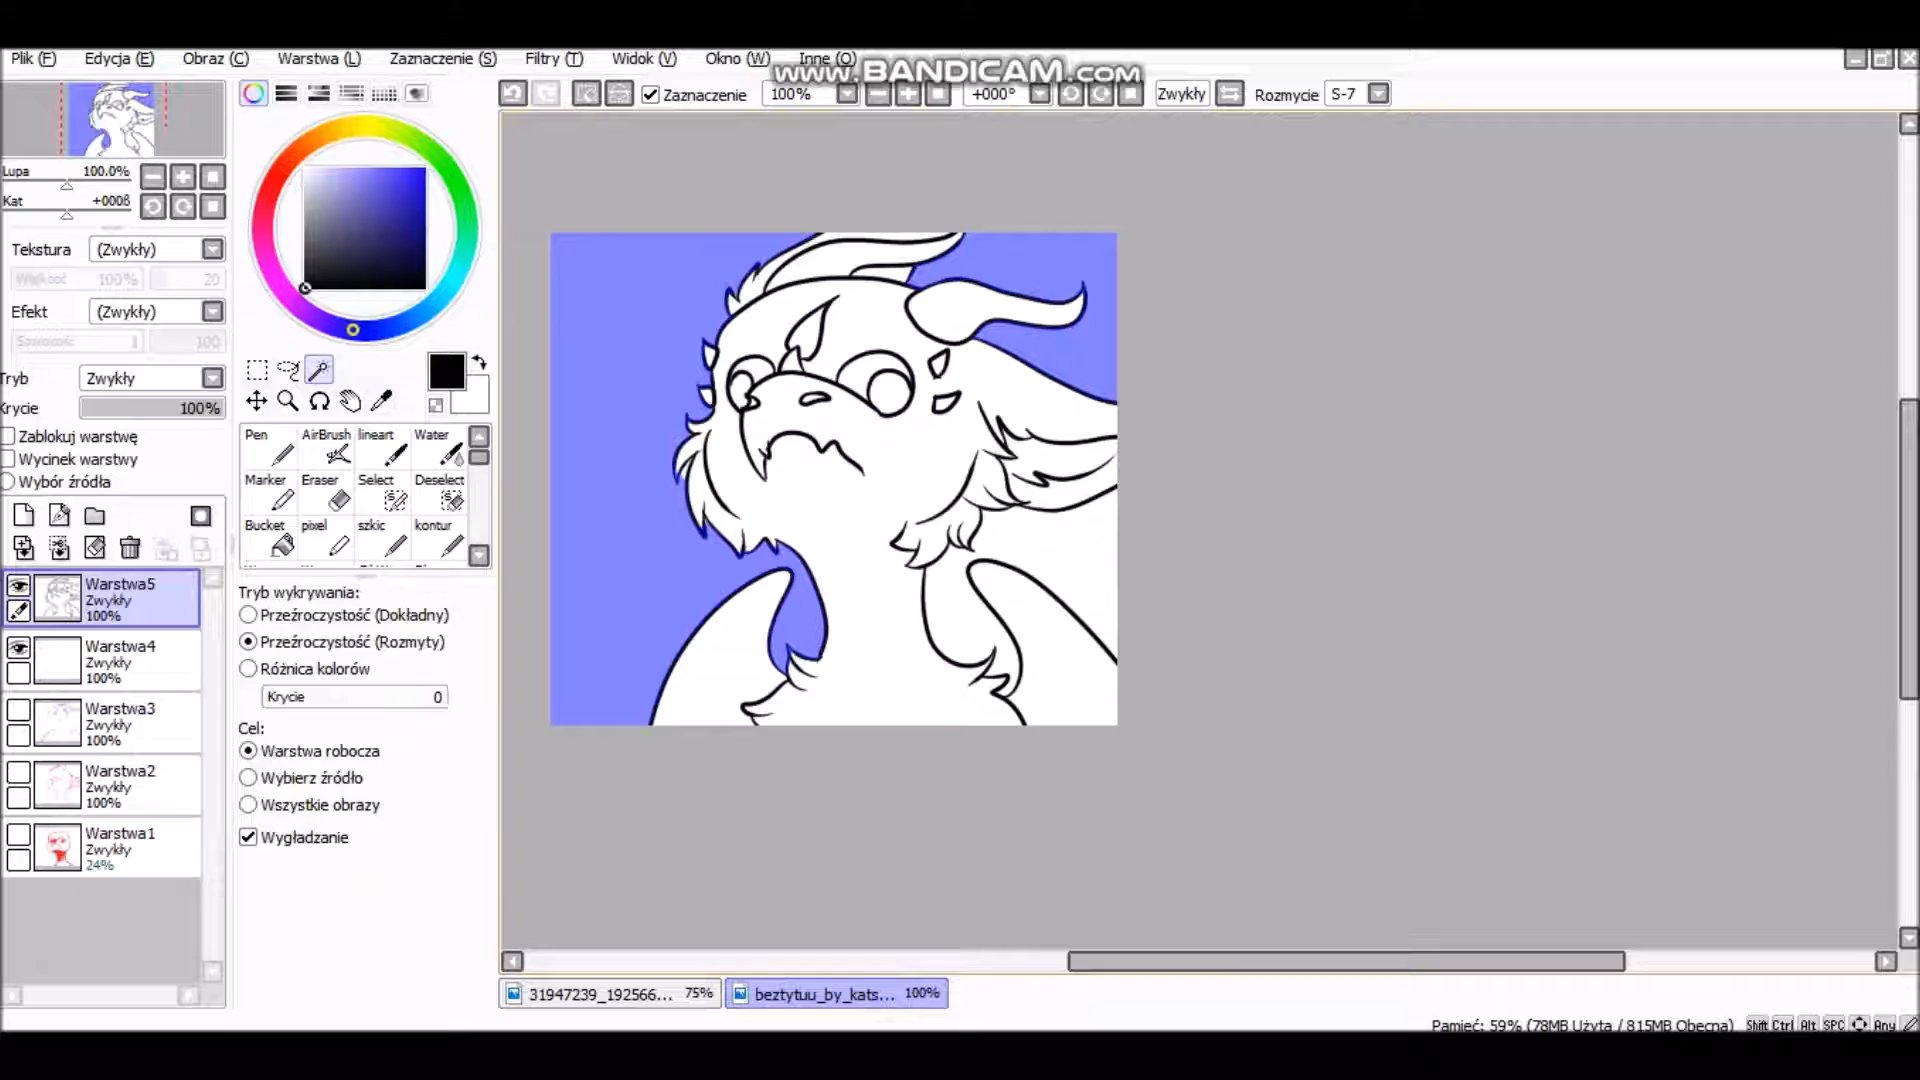 Plik (F) Edycja (E) Obraz (C) Warstwa (L) Zaznaczenie (S) Filtry (T) Widok (V) Okno (W) Inne (O)
www.BANDICAM.com
Zaznaczenie 100% +000° Zwykły Rozmycie S-7
Lupa 100.0%
Kąt
Tekstura (Zwykły)
100% 20
Efekt (Zwykły)
1 100
Tryb Zwykły
Krycie 100%
Zablokuj warstwę
Wycinek warstwy
Wybór źródła
Warstwa5
Zwykły
100%
Warstwa4
Zwykły
100%
Warstwa3
Zwykły
100%
Warstwa2
Zwykły
100%
Warstwa1
Zwykły
24%
Pen AirBrush lineart Water
Marker Eraser Select Deselect
Bucket pixel szkic kontur
Tryb wykrywania:
Przeźroczystość (Dokładny)
Przeźroczystość (Rozmyty)
Różnica kolorów
Krycie 0
Cel:
Warstwa robocza
Wybierz źródło
Wszystkie obrazy
Wygładzanie
31947239_192566... 75% beztytuu_by_kats... 100%
Pamięć: 59% (78MB Użyta / 815MB Obecna) Shift Ctrl Alt SPC Any